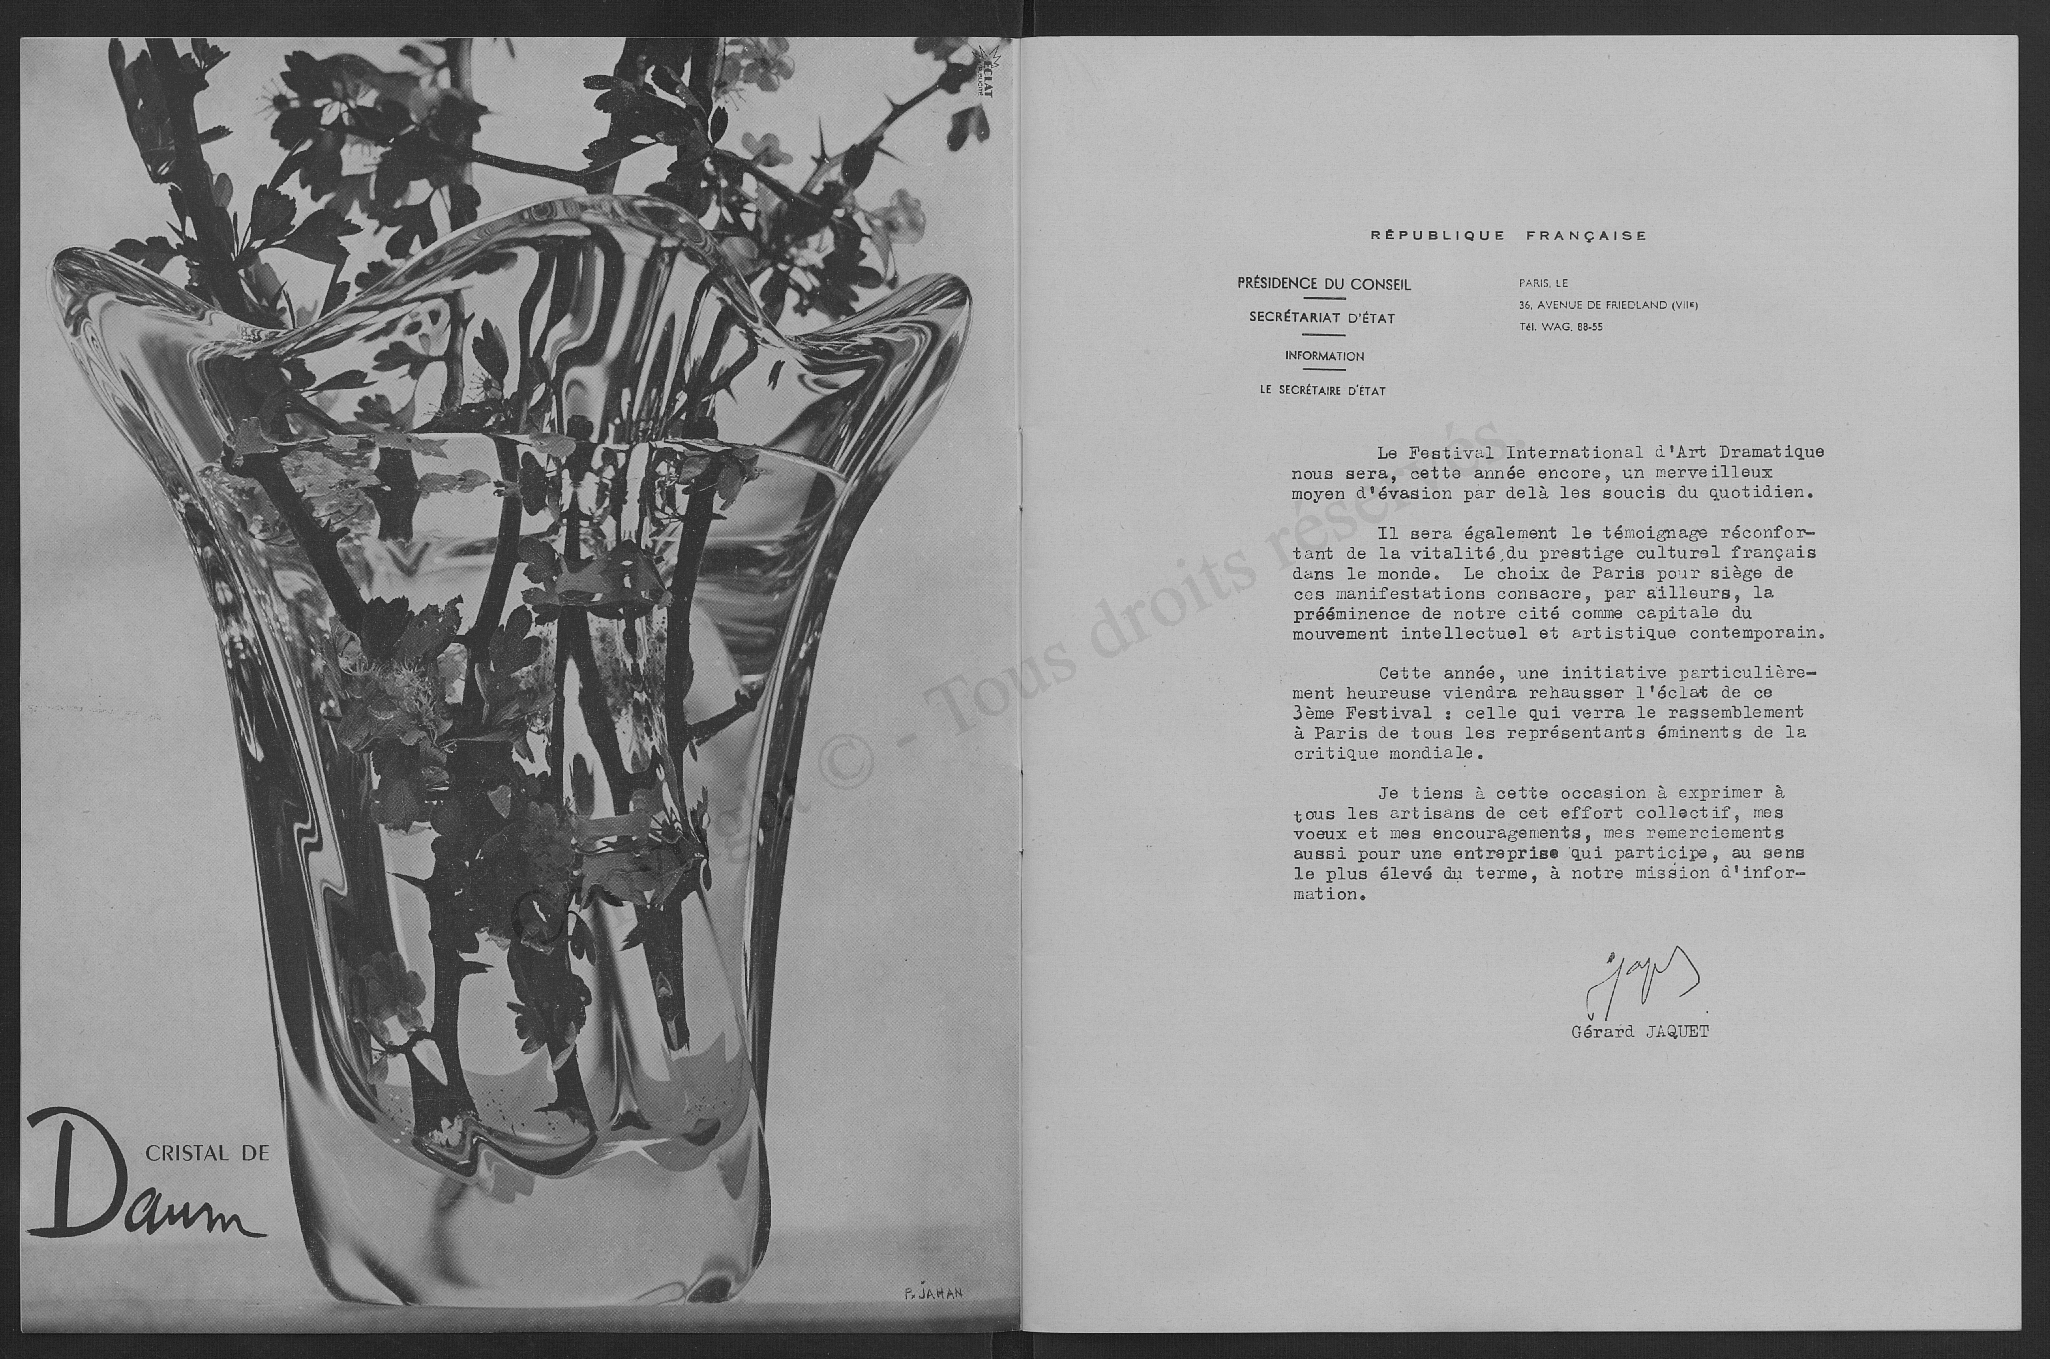 ÉCLAT
CRISTAL DE
Daum
P. JAHAN
RÉPUBLIQUE FRANÇAISE
PRÉSIDENCE DU CONSEIL
SECRÉTARIAT D'ÉTAT
INFORMATION
LE SECRÉTAIRE D'ÉTAT
PARIS, LE
36, AVENUE DE FRIEDLAND (VIIE)
Tél. WAG. 88-55
Le Festival International d'Art Dramatique
nous sera, cette année encore, un merveilleux
moyen d'évasion par delà les soucis du quotidien.
Il sera également le témoignage réconfor-
tant de la vitalité,du prestige culturel français
dans le monde. Le choix de Paris pour siège de
ces manifestations consacre, par ailleurs, la
prééminence de notre cité comme capitale du
mouvement intellectuel et artistique contemporain.
Cette année, une initiative particulière-
ment heureuse viendra rehausser l'éclat de ce
3ème Festival : celle qui verra le rassemblement
à Paris de tous les représentants éminents de la
critique mondiale.
Je tiens à cette occasion à exprimer à
tous les artisans de cet effort collectif, mes
voeux et mes encouragements, mes remerciements
aussi pour une entreprise qui participe, au sens
le plus élevé du terme, à notre mission d'infor-
mation.
Gérard JAQUET
Copyright © - Tous droits réservés.